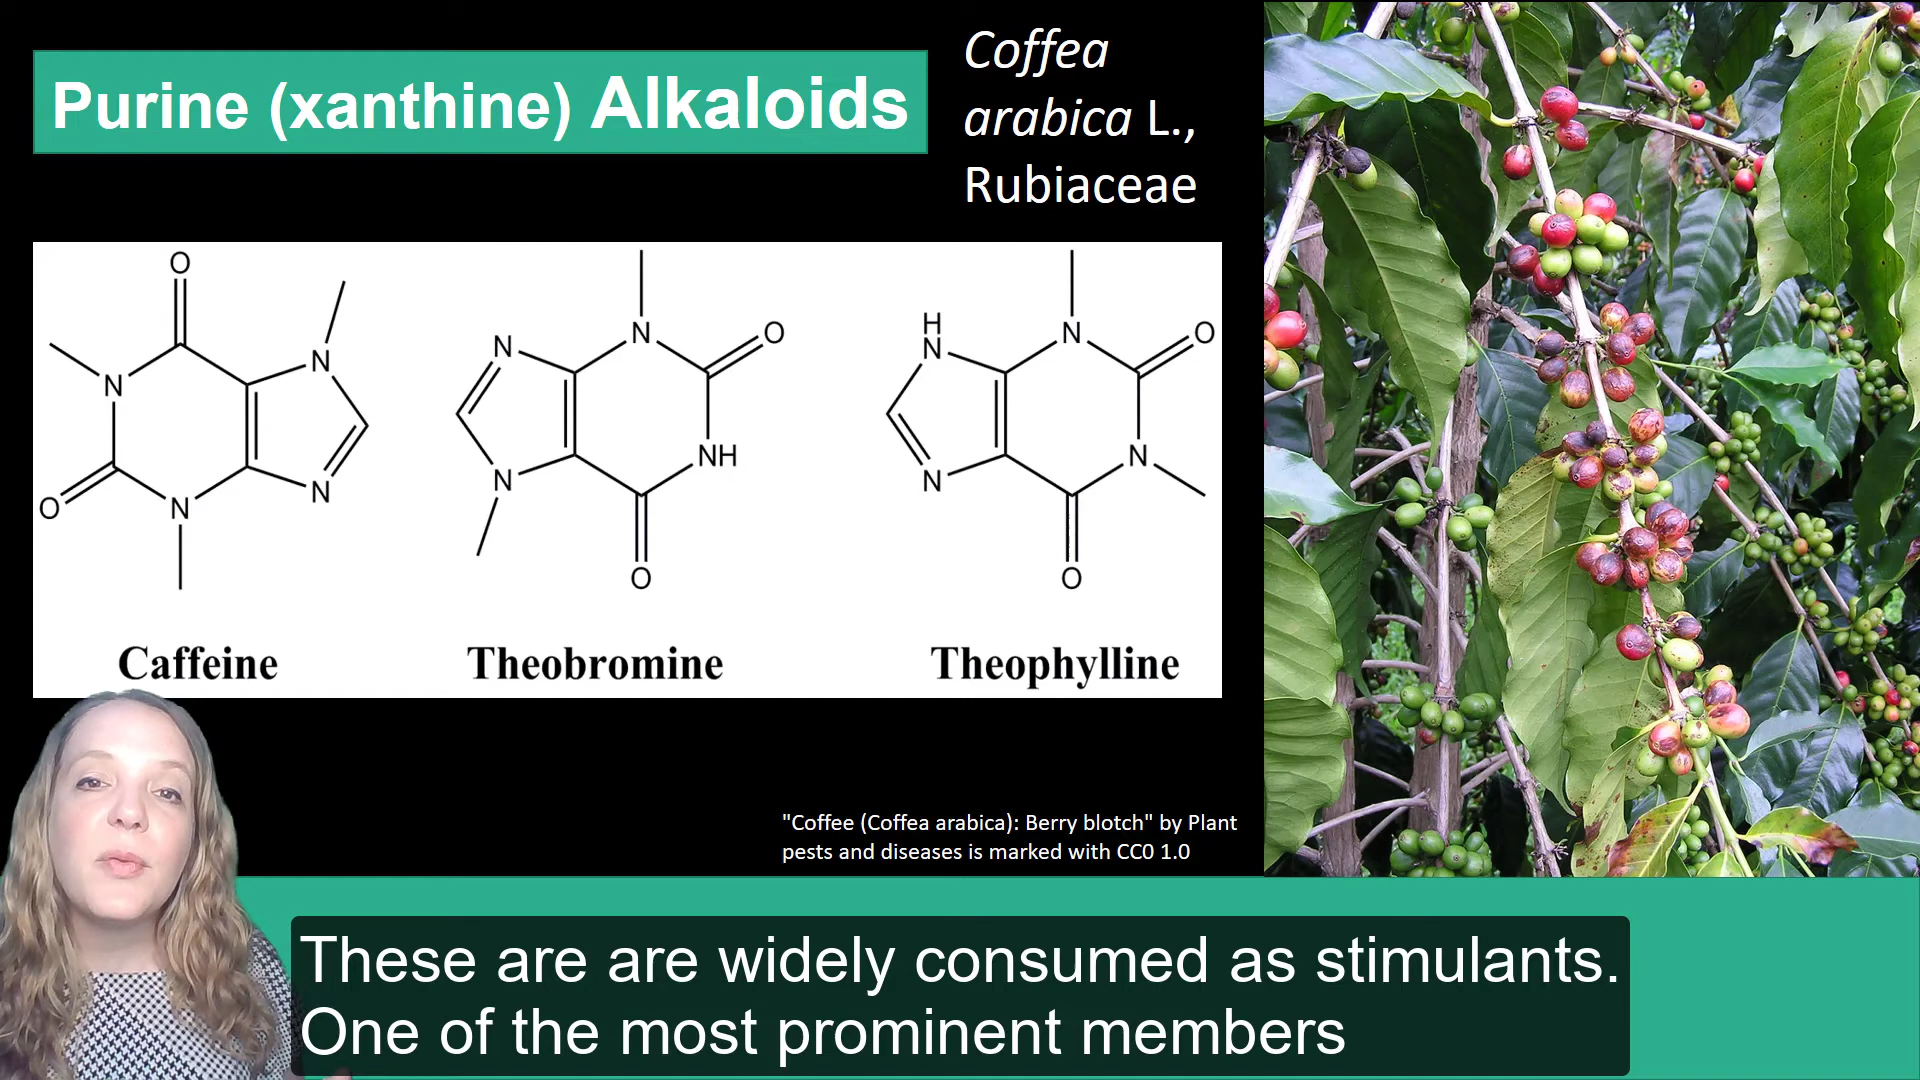 Purine (xanthine) Alkaloids
Coffea
arabica L.,
Rubiaceae
O
N
N
O
N
N
Caffeine
N
N
O
NH
N
O
Theobromine
H
N
N
O
N
N
O
Theophylline
"Coffee (Coffea arabica): Berry blotch" by Plant
pests and diseases is marked with CC0 1.0
These are are widely consumed as stimulants.
One of the most prominent members